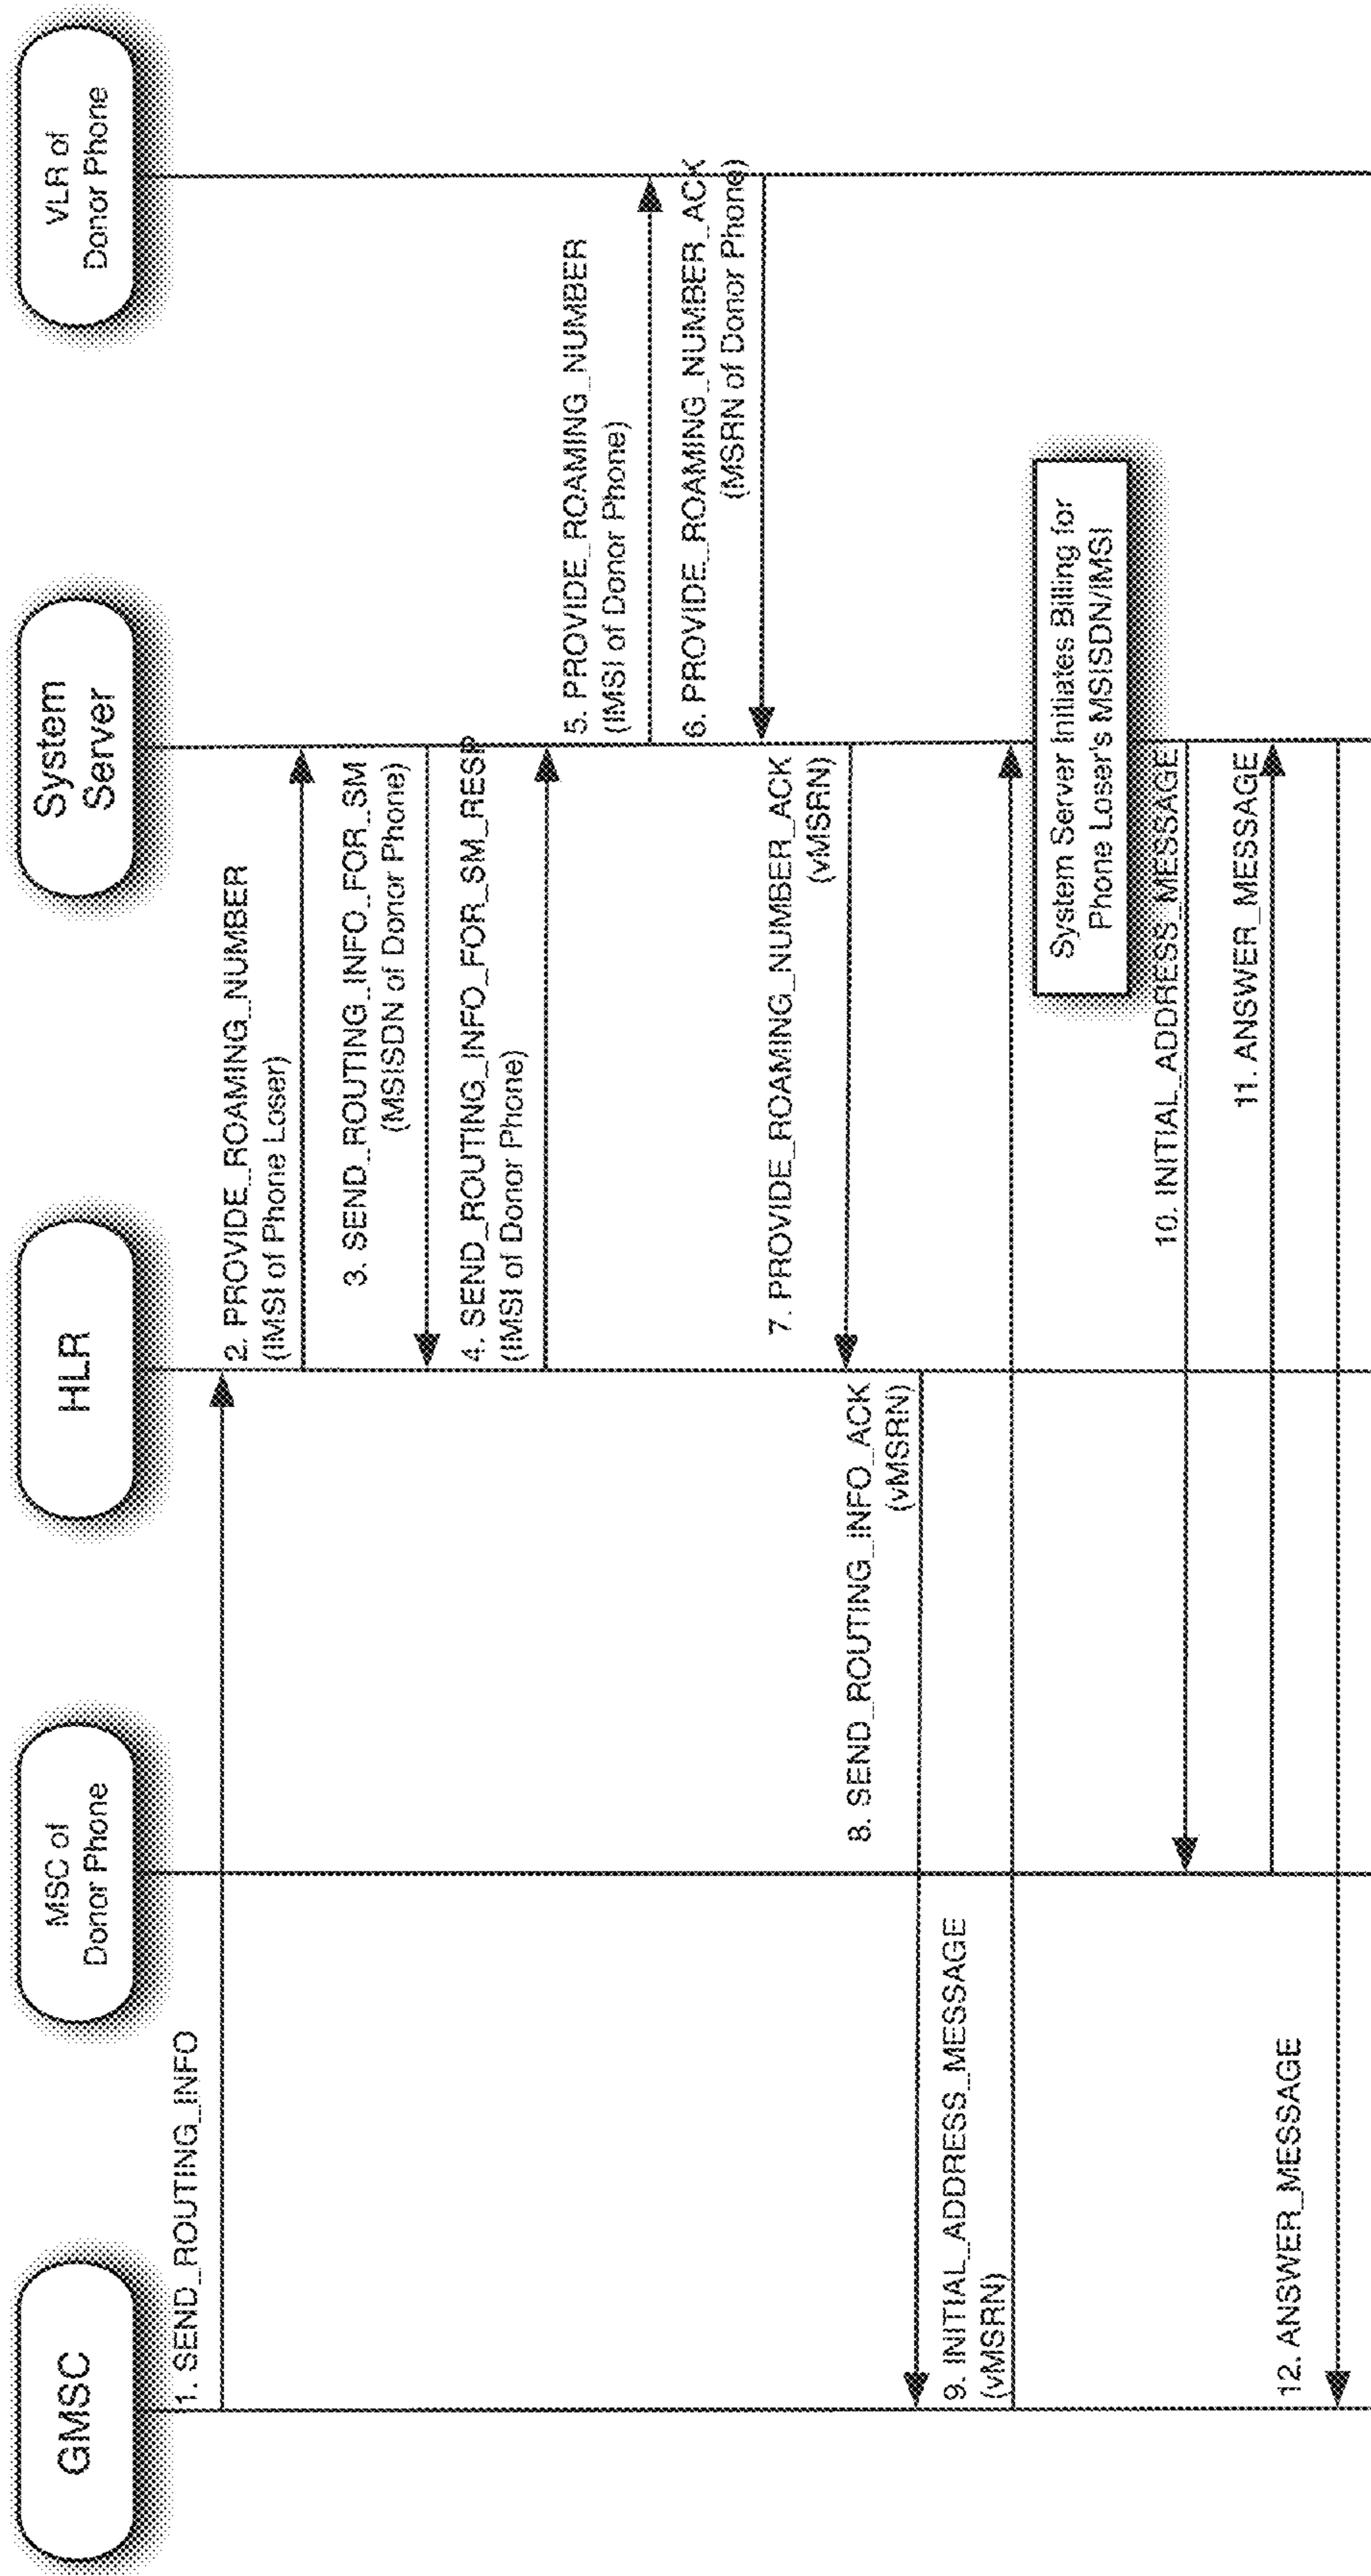 GMSC
MSC of
Donor Phone
HLR
System
Server
VLR of
Donor Phone
1. SEND_ROUTING_INFO
2. PROVIDE_ROAMING_NUMBER
(IMSI of Phone Loser)
3. SEND_ROUTING_INFO_FOR_SM
(MSISDN of Donor Phone)
4. SEND_ROUTING_INFO_FOR_SM_RESP
(IMSI of Donor Phone)
5. PROVIDE_ROAMING_NUMBER
(IMSI of Donor Phone)
6. PROVIDE_ROAMING_NUMBER_ACK
(MSRN of Donor Phone)
7. PROVIDE_ROAMING_NUMBER_ACK
(vMSRN)
8. SEND_ROUTING_INFO_ACK
(vMSRN)
9. INITIAL_ADDRESS_MESSAGE
(vMSRN)
System Server Initiates Billing for
Phone Loser's MSISDN/IMSI
10. INITIAL_ADDRESS_MESSAGE
11. ANSWER_MESSAGE
12. ANSWER_MESSAGE